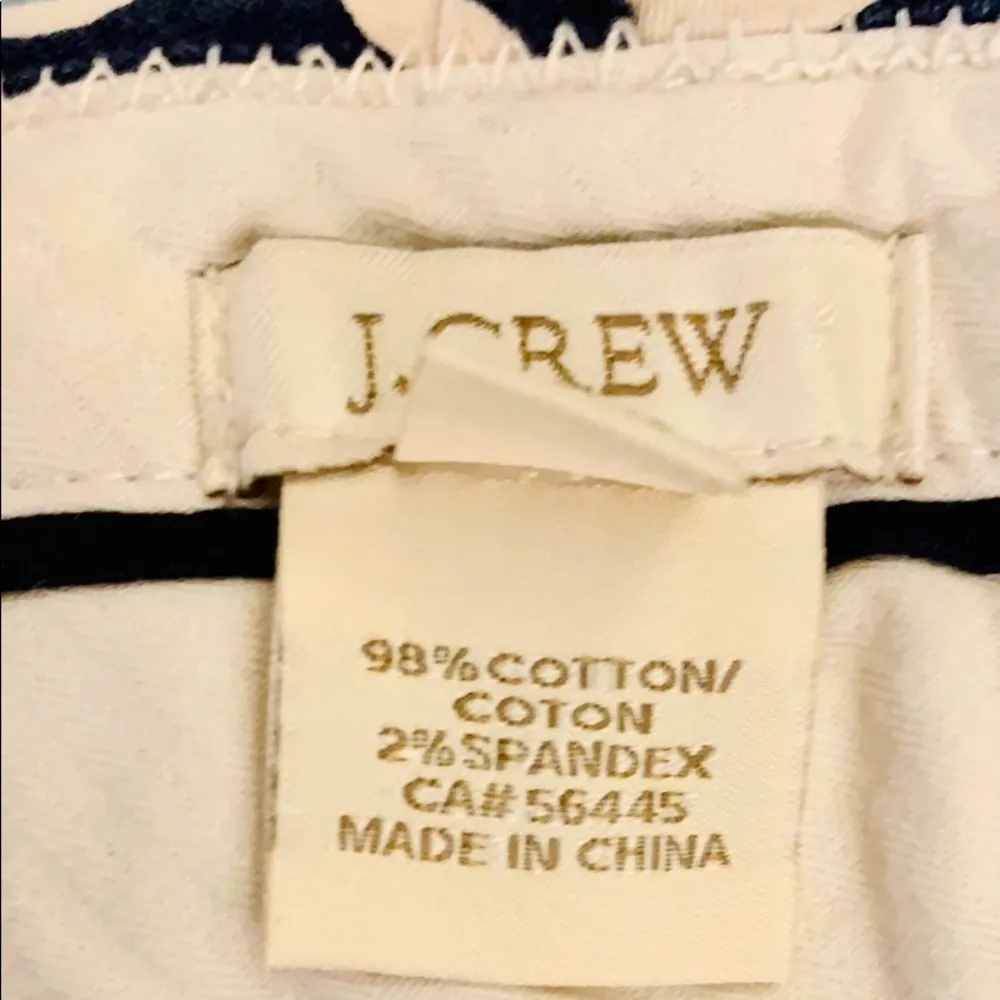 J.CREW
98% COTTON/
COTON
2% SPANDEX
CA# 56445
MADE IN CHINA